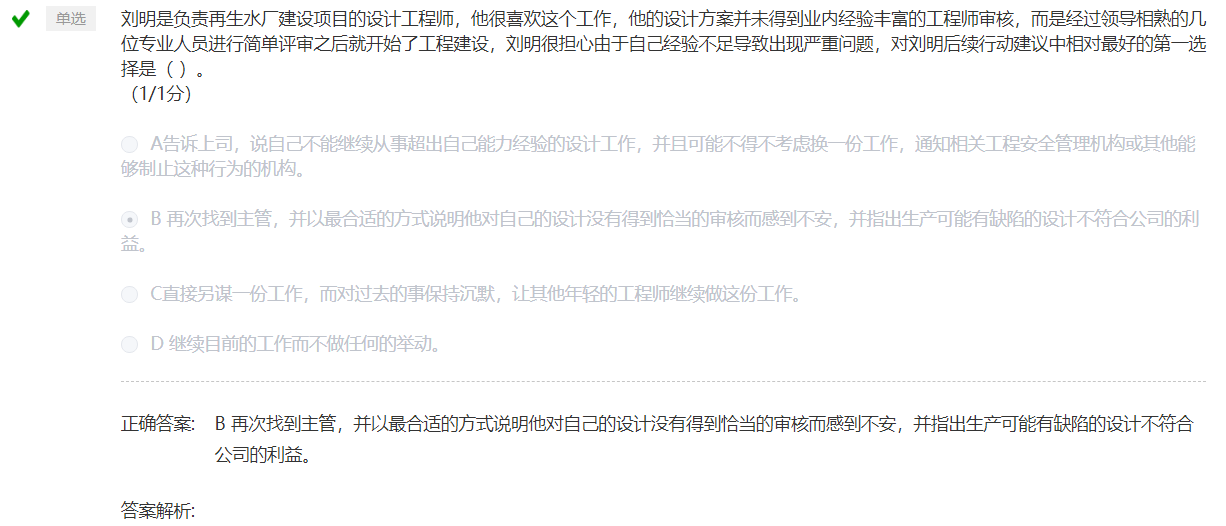 单选
刘明是负责再生水厂建设项目的设计工程师，他很喜欢这个工作，他的设计方案并未得到业内经验丰富的工程师审核，而是经过领导相熟的几
位专业人员进行简单评审之后就开始了工程建设，刘明很担心由于自己经验不足导致出现严重问题，对刘明后续行动建议中相对最好的第一选
择是（ ）。
（1/1分）
A告诉上司，说自己不能继续从事超出自己能力经验的设计工作，并且可能不得不考虑换一份工作，通知相关工程安全管理机构或其他能
够制止这种行为的机构。
B 再次找到主管，并以最合适的方式说明他对自己的设计没有得到恰当的审核而感到不安，并指出生产可能有缺陷的设计不符合公司的利
益。
C直接另谋一份工作，而对过去的事保持沉默，让其他年轻的工程师继续做这份工作。
D 继续目前的工作而不做任何的举动。
正确答案: B 再次找到主管，并以最合适的方式说明他对自己的设计没有得到恰当的审核而感到不安，并指出生产可能有缺陷的设计不符合
公司的利益。
答案解析: